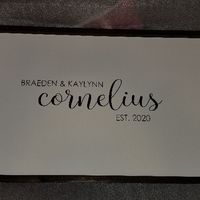 BRAEDEN & KAYLYNN
cornelius
EST. 2020